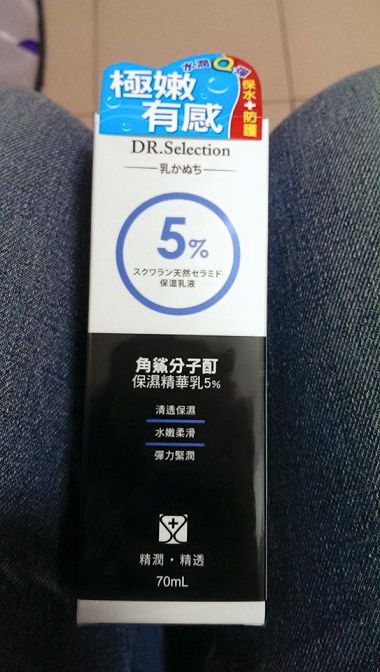 水潤Q彈
極嫩
有感
保水+防護
DR.Selection
乳かぬち
5%
スクワラン天然セラミド
保湿乳液
角鯊分子酊
保濕精華乳5%
清透保濕
水嫩柔滑
彈力緊潤
精潤・精透
70mL